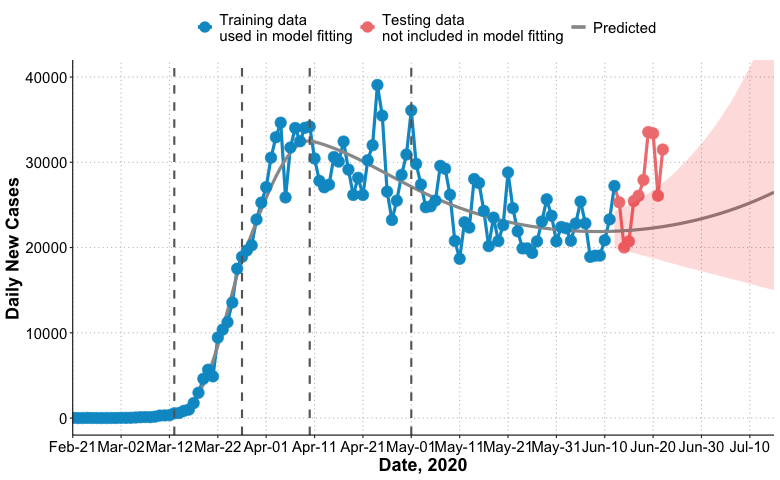 Training data
used in model fitting
Testing data
not included in model fitting
Predicted
Daily New Cases
40000
30000
20000
10000
0
Feb-21 Mar-02 Mar-12 Mar-22 Apr-01 Apr-11 Apr-21 May-01 May-11 May-21 May-31 Jun-10 Jun-20 Jun-30 Jul-10
Date, 2020